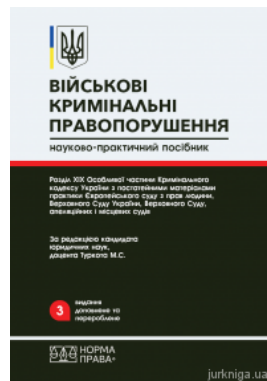 ВІЙСЬКОВІ
КРИМІНАЛЬНІ
ПРАВОПОРУШЕННЯ
науково-практичний посібник
Розділ XIX Особливої частини Кримінального
кодексу України з постатейними матеріалами
практики Європейського суду з прав людини,
Верховного Суду України, Верховного Суду,
апеляційних і місцевих судів
За редакцією кандидата
юридичних наук,
доцента Туркота М.С.
3
видання
доповнене та
перероблене
НОРМА
ПРАВА®
jurkniga.ua